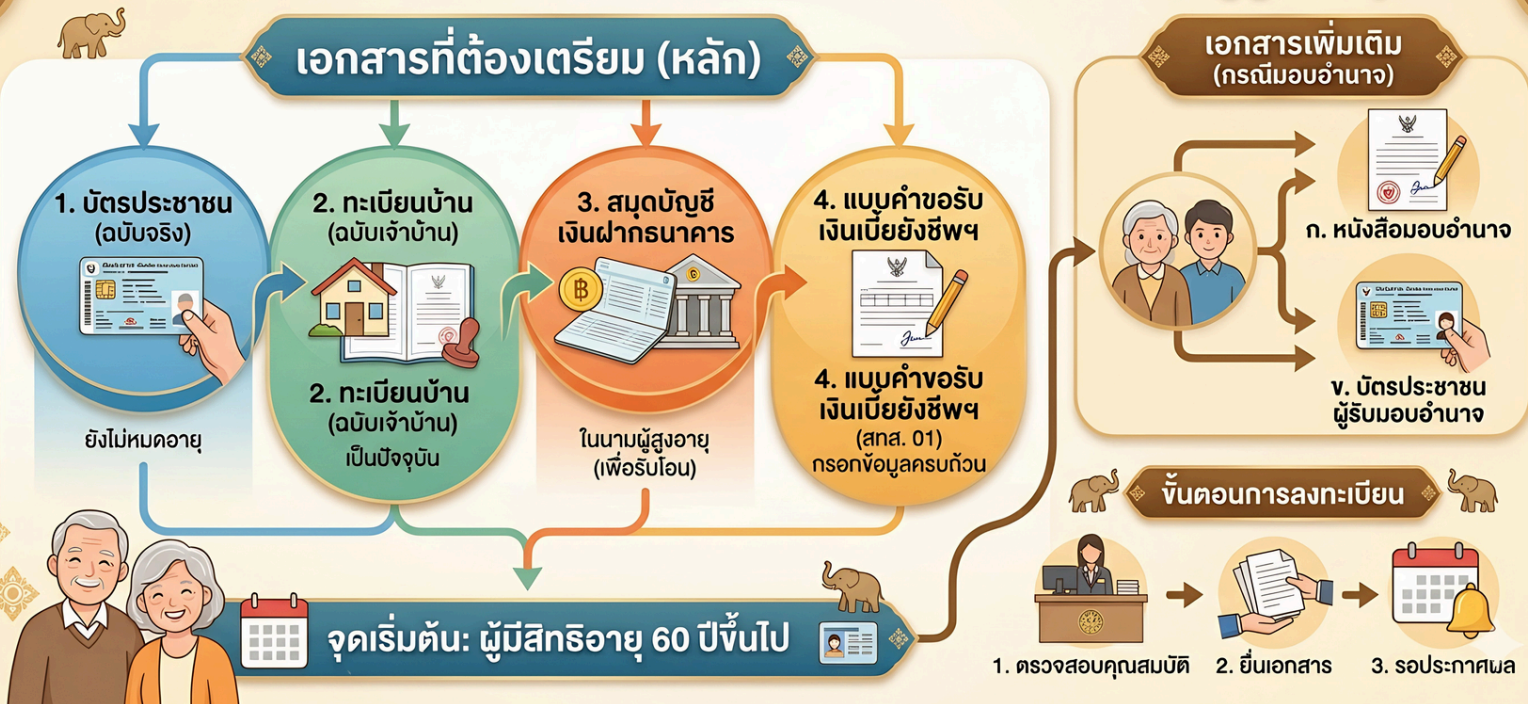 เอกสารที่ต้องเตรียม (หลัก)
1. บัตรประชาชน
(ฉบับจริง)
ยังไม่หมดอายุ
2. ทะเบียนบ้าน
(ฉบับเจ้าบ้าน)
2. ทะเบียนบ้าน
(ฉบับเจ้าบ้าน)
เป็นปัจจุบัน
3. สมุดบัญชี
เงินฝากธนาคาร
ในนามผู้สูงอายุ
(เพื่อรับโอน)
4. แบบคำขอรับ
เงินเบี้ยยังชีพฯ
4. แบบคำขอรับ
เงินเบี้ยยังชีพฯ
(สทส. 01)
กรอกข้อมูลครบถ้วน
จุดเริ่มต้น: ผู้มีสิทธิอายุ 60 ปีขึ้นไป
เอกสารเพิ่มเติม
(กรณีมอบอำนาจ)
ก. หนังสือมอบอำนาจ
ข. บัตรประชาชน
ผู้รับมอบอำนาจ
ขั้นตอนการลงทะเบียน
1. ตรวจสอบคุณสมบัติ
2. ยื่นเอกสาร
3. รอประกาศผล